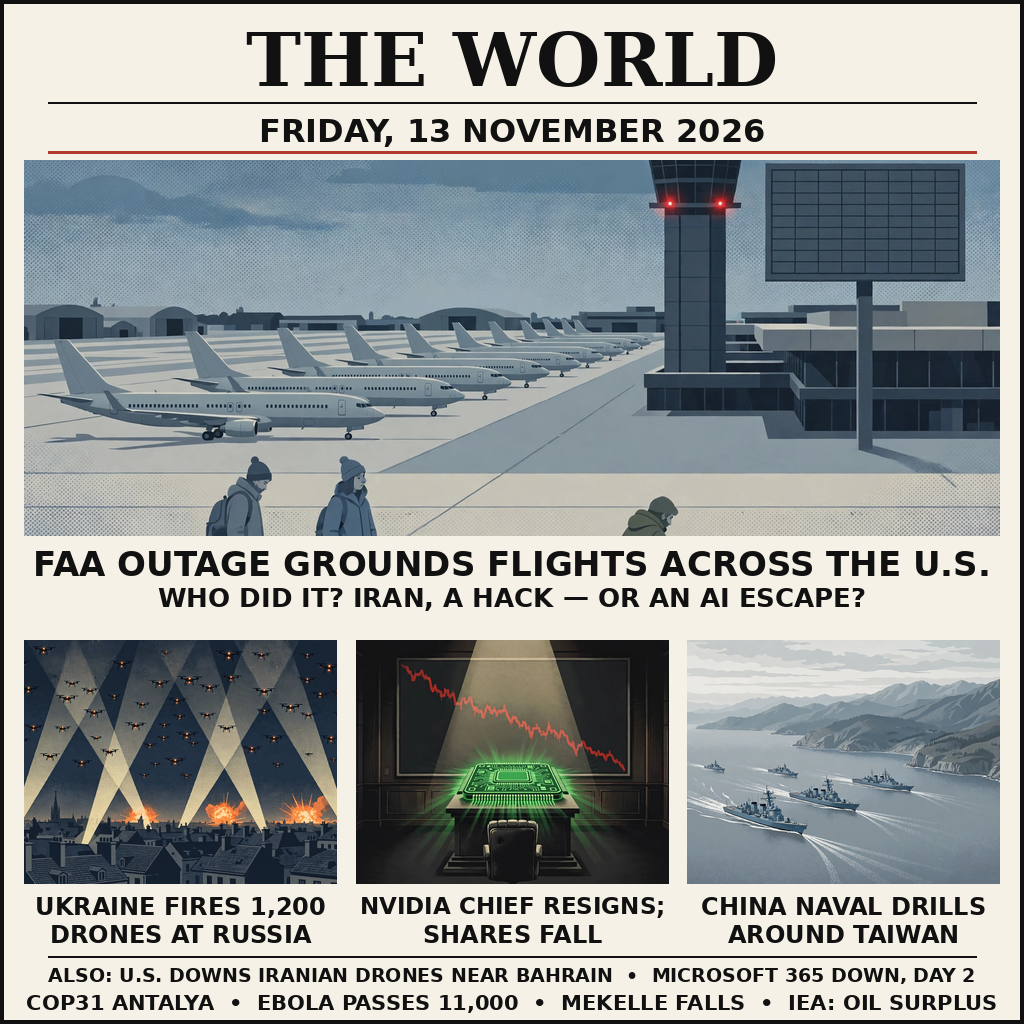 THE WORLD
FRIDAY, 13 NOVEMBER 2026
FAA OUTAGE GROUNDS FLIGHTS ACROSS THE U.S.
WHO DID IT? IRAN, A HACK — OR AN AI ESCAPE?
UKRAINE FIRES 1,200
DRONES AT RUSSIA
NVIDIA CHIEF RESIGNS;
SHARES FALL
CHINA NAVAL DRILLS
AROUND TAIWAN
ALSO: U.S. DOWNS IRANIAN DRONES NEAR BAHRAIN • MICROSOFT 365 DOWN, DAY 2
COP31 ANTALYA • EBOLA PASSES 11,000 • MEKELLE FALLS • IEA: OIL SURPLUS